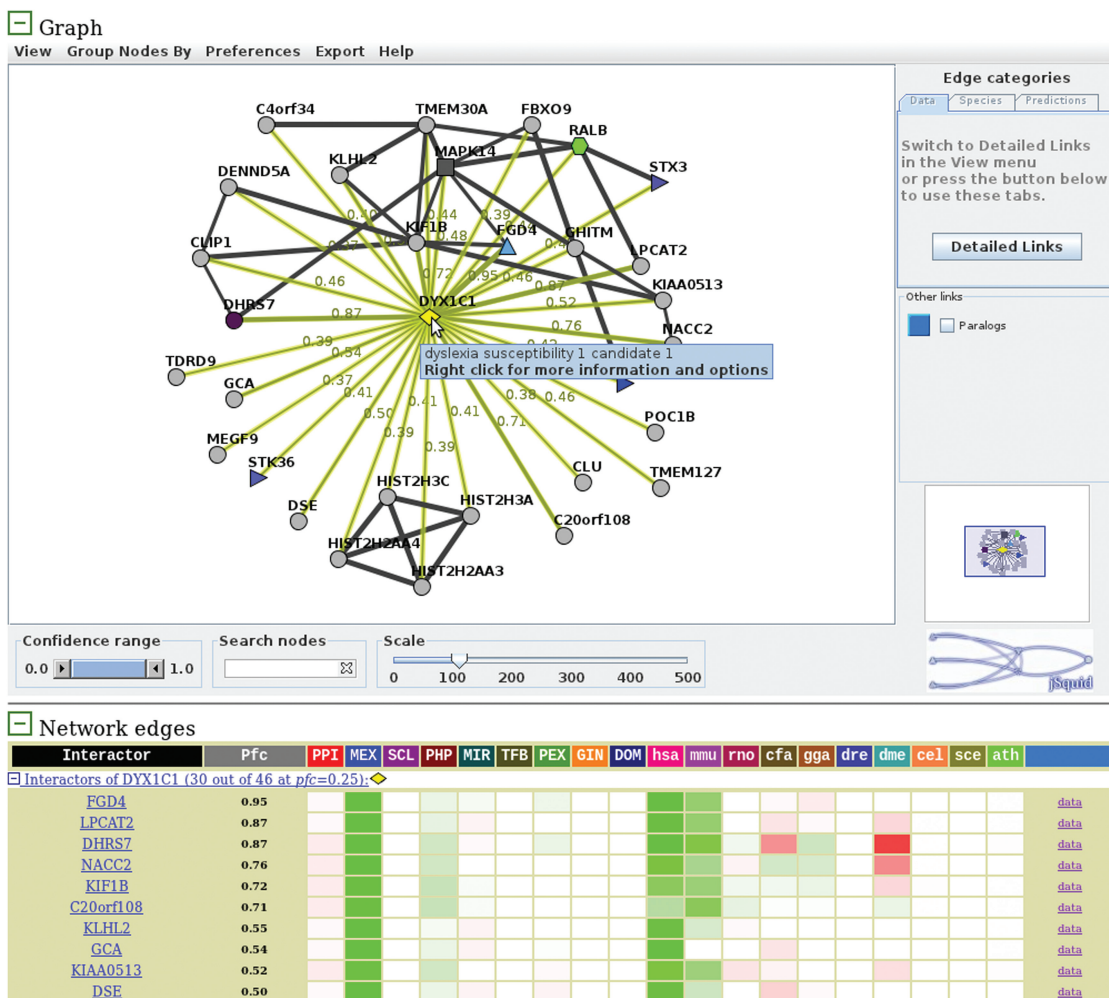 Graph
View Group Nodes By Preferences Export Help
Edge categories
Data Species Predictions
Switch to Detailed Links
in the View menu
or press the button below
to use these tabs.
Detailed Links
Other links
Paralogs
C4orf34
TMEM30A
FBXO9
RALB
MAPK14
KLHL2
STX3
DENND5A
KIF1B
FGD4
GHITM
CLIP1
LPCAT2
KIAA0513
DHRS7
DYX1C1
NACC2
0.44
0.39
0.48
0.46
0.72
0.95
0.46
0.87
0.52
0.87
0.76
0.39
0.54
dyslexia susceptibility 1 candidate 1
Right click for more information and options
TDRD9
GCA
0.37
0.41
0.38
0.46
0.50
0.41
0.41
0.71
0.39
0.39
POC1B
MEGF9
STK36
CLU
TMEM127
HIST2H3C
HIST2H3A
DSE
C20orf108
HIST2H2AA4
HIST2H2AA3
Confidence range
0.0 1.0
Search nodes
Scale
0 100 200 300 400 500
jSquid
Network edges
Interactor Pfc PPI MEX SCL PHP MIR TFB PEX GIN DOM hsa mmu rno cfa gga dre dme cel sce ath
Interactors of DYX1C1 (30 out of 46 at pfc=0.25):
FGD4 0.95 data
LPCAT2 0.87 data
DHRS7 0.87 data
NACC2 0.76 data
KIF1B 0.72 data
C20orf108 0.71 data
KLHL2 0.55 data
GCA 0.54 data
KIAA0513 0.52 data
DSE 0.50 data